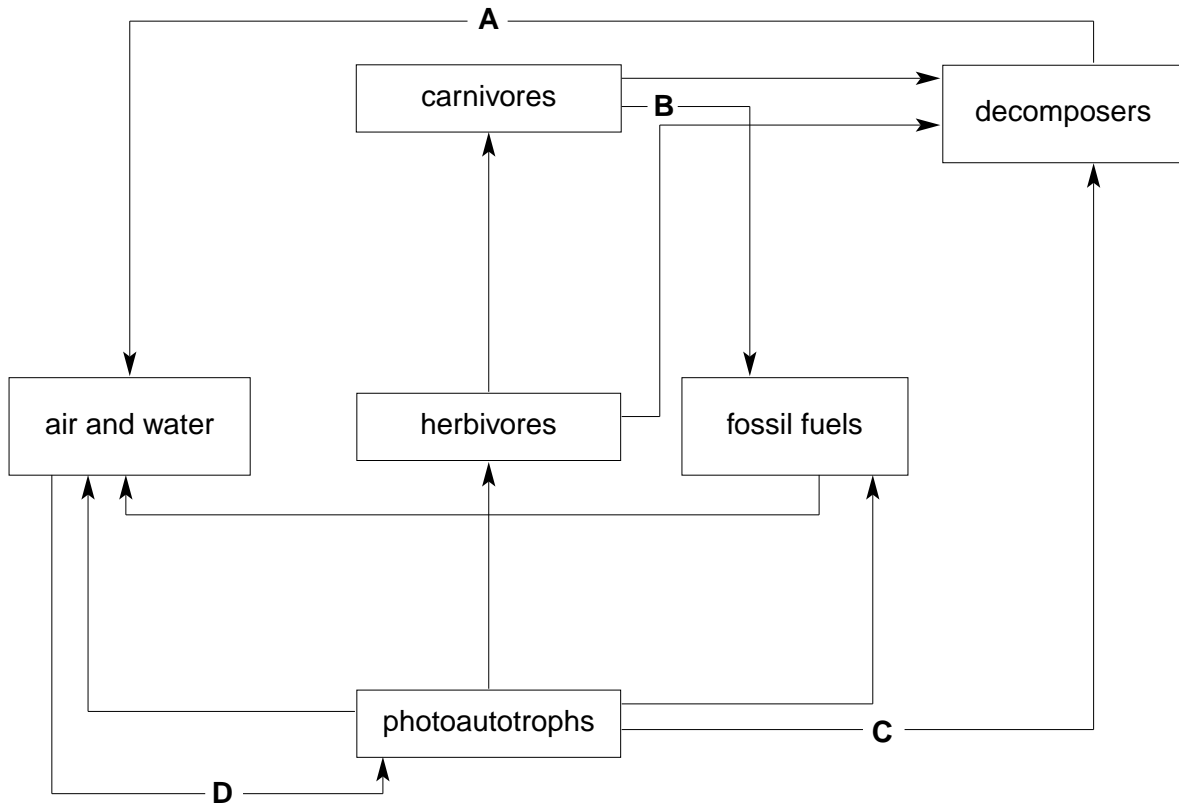 A
carnivores
B
decomposers
air and water
herbivores
fossil fuels
photoautotrophs
C
D